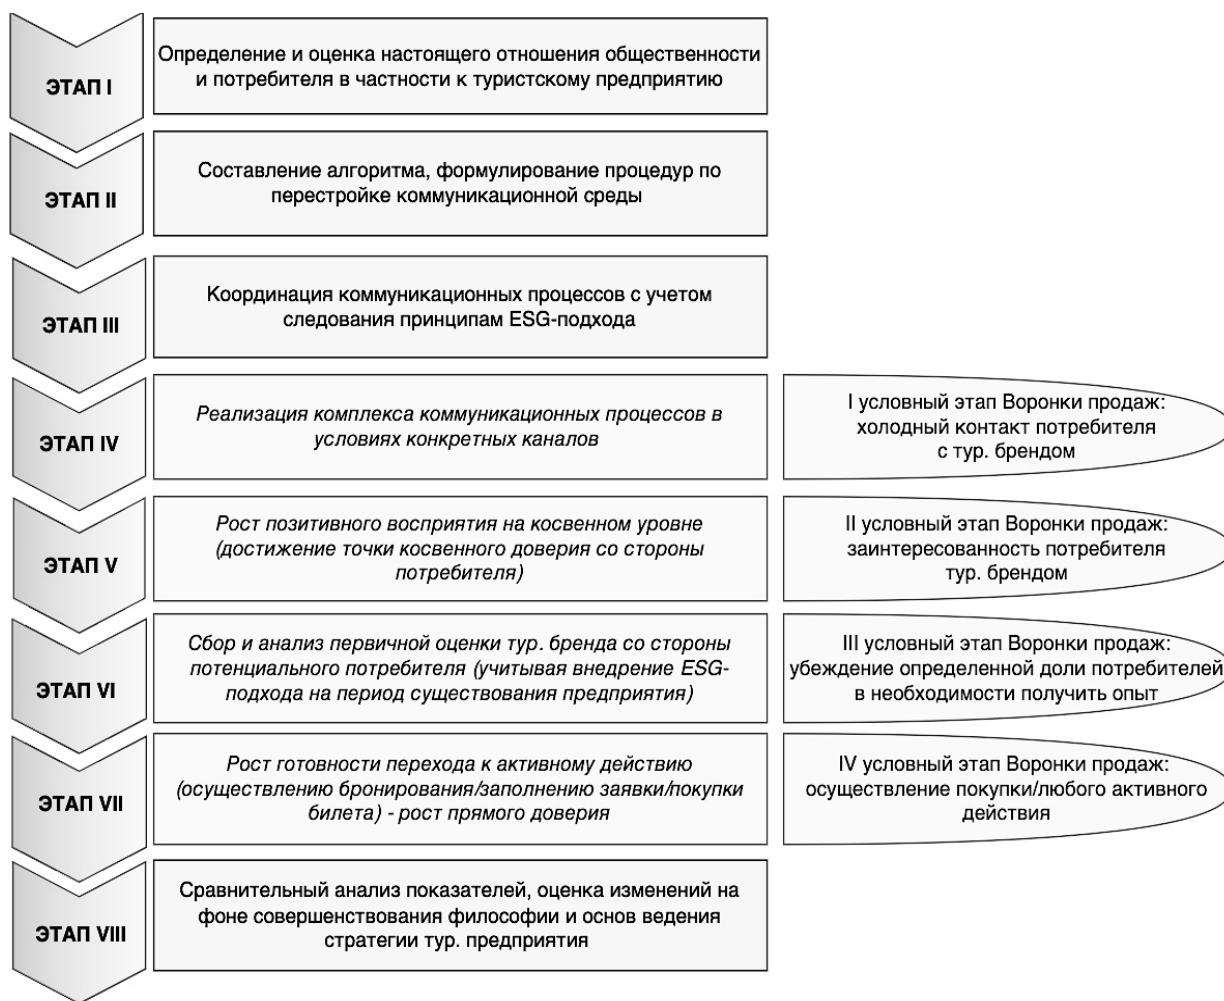 ЭТАП I
Определение и оценка настоящего отношения общественности
и потребителя в частности к туристскому предприятию
ЭТАП II
Составление алгоритма, формулирование процедур по
перестройке коммуникационной среды
ЭТАП III
Координация коммуникационных процессов с учетом
следования принципам ESG-подхода
ЭТАП IV
Реализация комплекса коммуникационных процессов в
условиях конкретных каналов
I условный этап Воронки продаж:
холодный контакт потребителя
с тур. брендом
ЭТАП V
Рост позитивного восприятия на косвенном уровне
(достижение точки косвенного доверия со стороны
потребителя)
II условный этап Воронки продаж:
заинтересованность потребителя
тур. брендом
ЭТАП VI
Сбор и анализ первичной оценки тур. бренда со стороны
потенциального потребителя (учитывая внедрение ESG-
подхода на период существования предприятия)
III условный этап Воронки продаж:
убеждение определенной доли потребителей
в необходимости получить опыт
ЭТАП VII
Рост готовности перехода к активному действию
(осуществлению бронирования/заполнению заявки/покупки
билета) - рост прямого доверия
IV условный этап Воронки продаж:
осуществление покупки/любого активного
действия
ЭТАП VIII
Сравнительный анализ показателей, оценка изменений на
фоне совершенствования философии и основ ведения
стратегии тур. предприятия